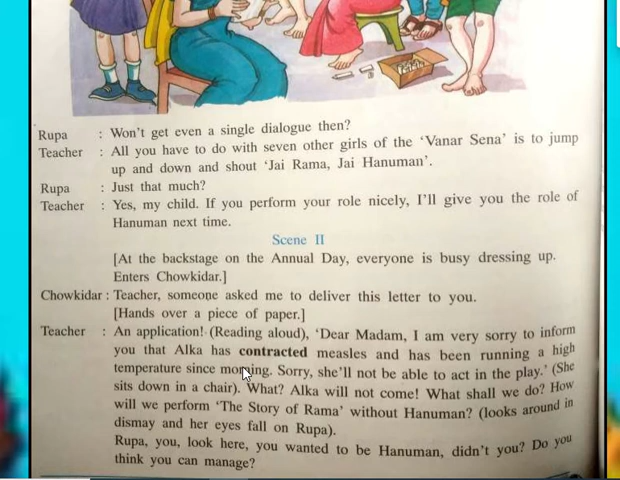 Rupa : Won't get even a single dialogue then?
Teacher : All you have to do with seven other girls of the 'Vanar Sena' is to jump
up and down and shout 'Jai Rama, Jai Hanuman'.
Rupa : Just that much?
Teacher : Yes, my child. If you perform your role nicely, I'll give you the role of
Hanuman next time.
Scene II
[At the backstage on the Annual Day, everyone is busy dressing up.
Enters Chowkidar.]
Chowkidar : Teacher, someone asked me to deliver this letter to you.
[Hands over a piece of paper.]
Teacher : An application! (Reading aloud), 'Dear Madam, I am very sorry to inform
you that Alka has contracted measles and has been running a high
temperature since morning. Sorry, she'll not be able to act in the play.' (She
sits down in a chair). What? Alka will not come! What shall we do? How
will we perform 'The Story of Rama' without Hanuman? (looks around in
dismay and her eyes fall on Rupa).
Rupa, you, look here, you wanted to be Hanuman, didn't you? Do you
think you can manage?